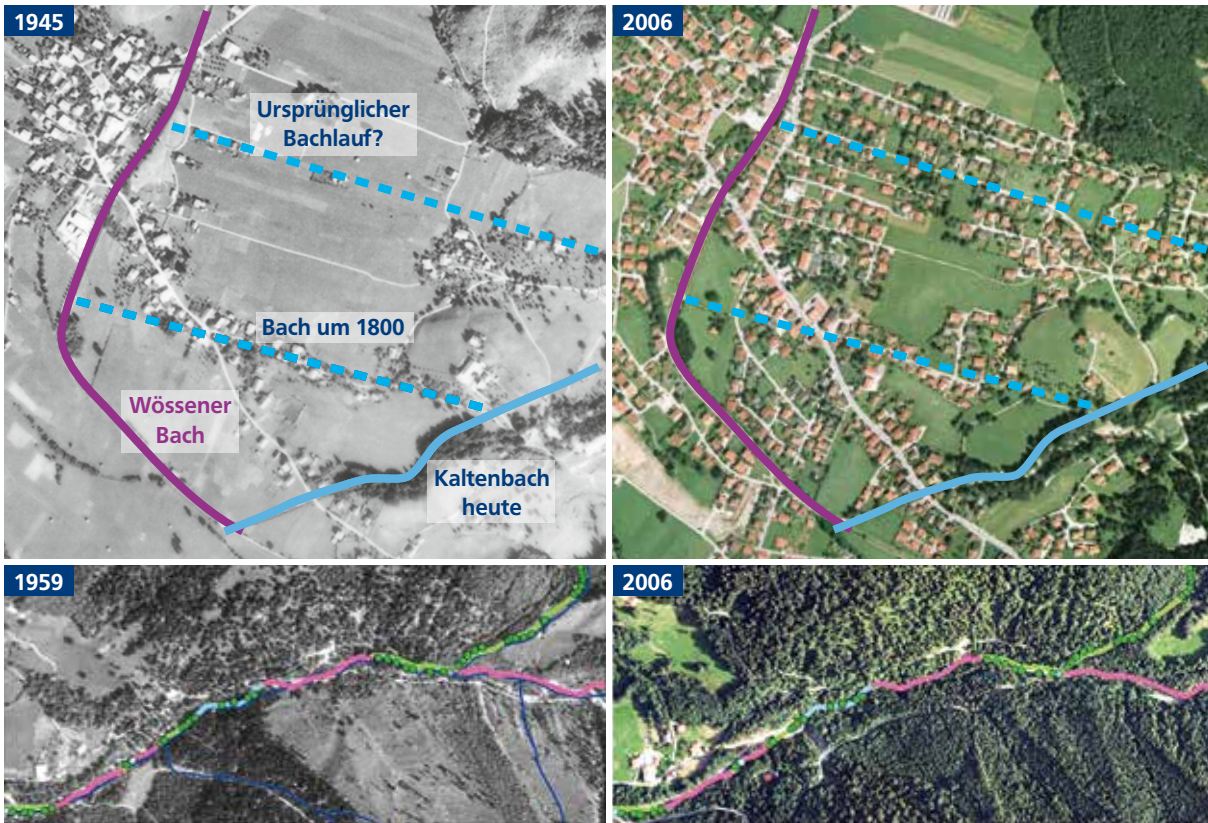 1945
Ursprünglicher
Bachlauf?
Bach um 1800
Wössener
Bach
Kaltenbach
heute
2006
1959
2006